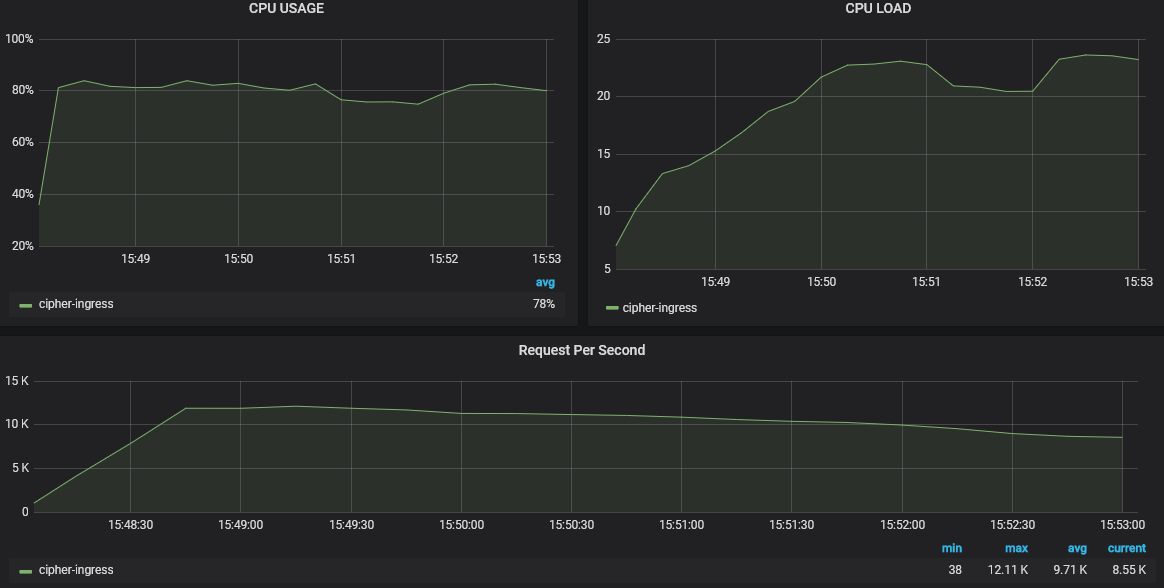 CPU USAGE
100%
80%
60%
40%
20%
15:49 15:50 15:51 15:52 15:53
avg
cipher-ingress 78%
CPU LOAD
25
20
15
10
5
15:49 15:50 15:51 15:52 15:53
cipher-ingress
Request Per Second
15 K
10 K
5 K
0
15:48:30 15:49:00 15:49:30 15:50:00 15:50:30 15:51:00 15:51:30 15:52:00 15:52:30 15:53:00
min max avg current
cipher-ingress 38 12.11 K 9.71 K 8.55 K